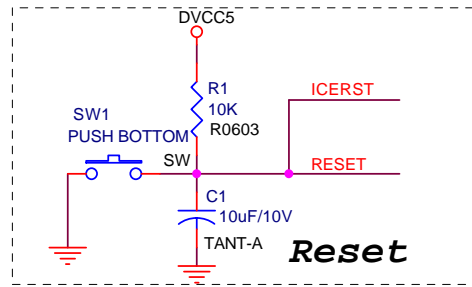 DVCC5
R1
10K
R0603
ICERST
SW1
PUSH BOTTOM
SW
RESET
C1
10uF/10V
TANT-A
Reset